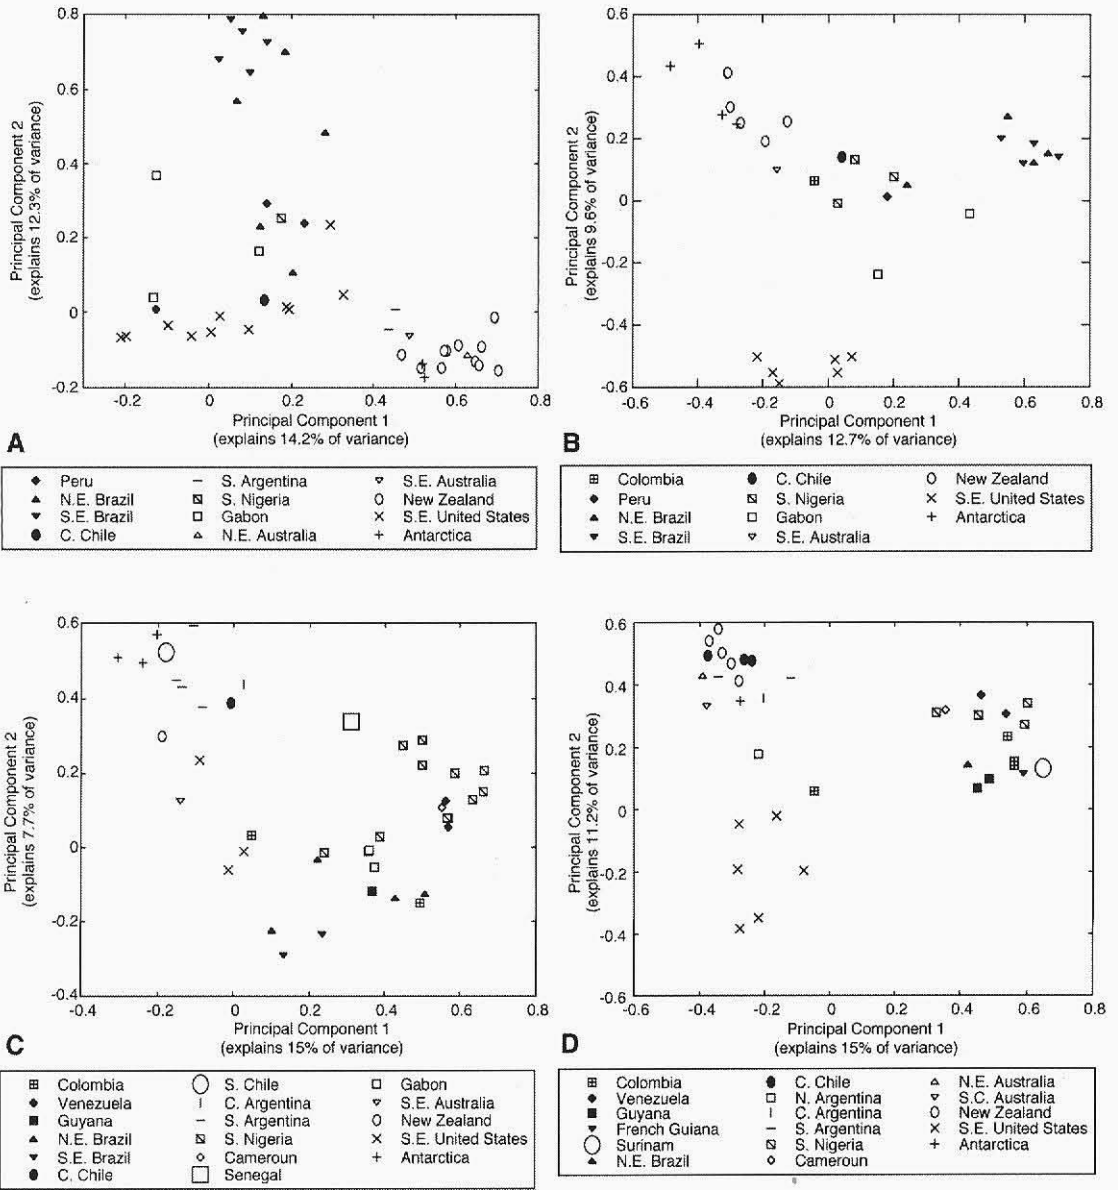 0.8
0.6
0.4
0.2
0
-0.2
-0.2 0 0.2 0.4 0.6 0.8
Principal Component 2
(explains 12.3% of variance)
Principal Component 1
(explains 14.2% of variance)
A
Peru
N.E. Brazil
S.E. Brazil
C. Chile
S. Argentina
S. Nigeria
Gabon
N.E. Australia
S.E. Australia
New Zealand
S.E. United States
Antarctica
0.6
0.4
0.2
0
-0.2
-0.4
-0.6
-0.6 -0.4 -0.2 0 0.2 0.4 0.6 0.8
Principal Component 2
(explains 9.6% of variance)
Principal Component 1
(explains 12.7% of variance)
B
Colombia
Peru
N.E. Brazil
S.E. Brazil
C. Chile
S. Nigeria
Gabon
S.E. Australia
New Zealand
S.E. United States
Antarctica
0.6
0.4
0.2
0
-0.2
-0.4
-0.4 -0.2 0 0.2 0.4 0.6 0.8
Principal Component 2
(explains 7.7% of variance)
Principal Component 1
(explains 15% of variance)
C
Colombia
Venezuela
Guyana
N.E. Brazil
S.E. Brazil
C. Chile
S. Chile
C. Argentina
S. Argentina
S. Nigeria
Cameroun
Senegal
Gabon
S.E. Australia
New Zealand
S.E. United States
Antarctica
0.6
0.4
0.2
0
-0.2
-0.4
-0.6
-0.6 -0.4 -0.2 0 0.2 0.4 0.6 0.8
Principal Component 2
(explains 11.2% of variance)
Principal Component 1
(explains 15% of variance)
D
Colombia
Venezuela
Guyana
French Guiana
Surinam
N.E. Brazil
C. Chile
N. Argentina
C. Argentina
S. Argentina
S. Nigeria
Cameroun
N.E. Australia
S.C. Australia
New Zealand
S.E. United States
Antarctica